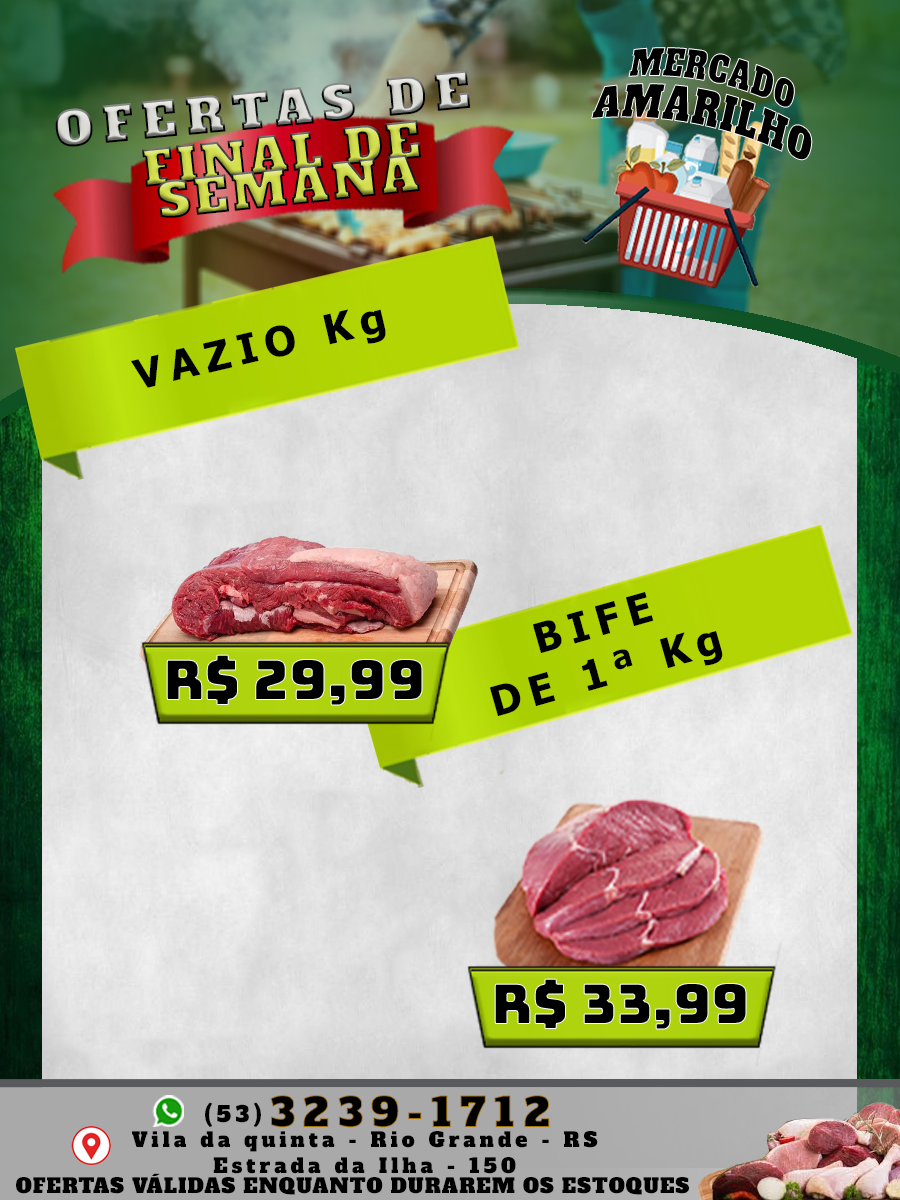 OFERTAS DE
FINAL DE
SEMANA
MERCADO
AMARILHO
VAZIO Kg
R$ 29,99
BIFE
DE 1ª Kg
R$ 33,99
(53) 3239-1712
Vila da quinta - Rio Grande - RS
Estrada da Ilha - 150
OFERTAS VÁLIDAS ENQUANTO DURAREM OS ESTOQUES